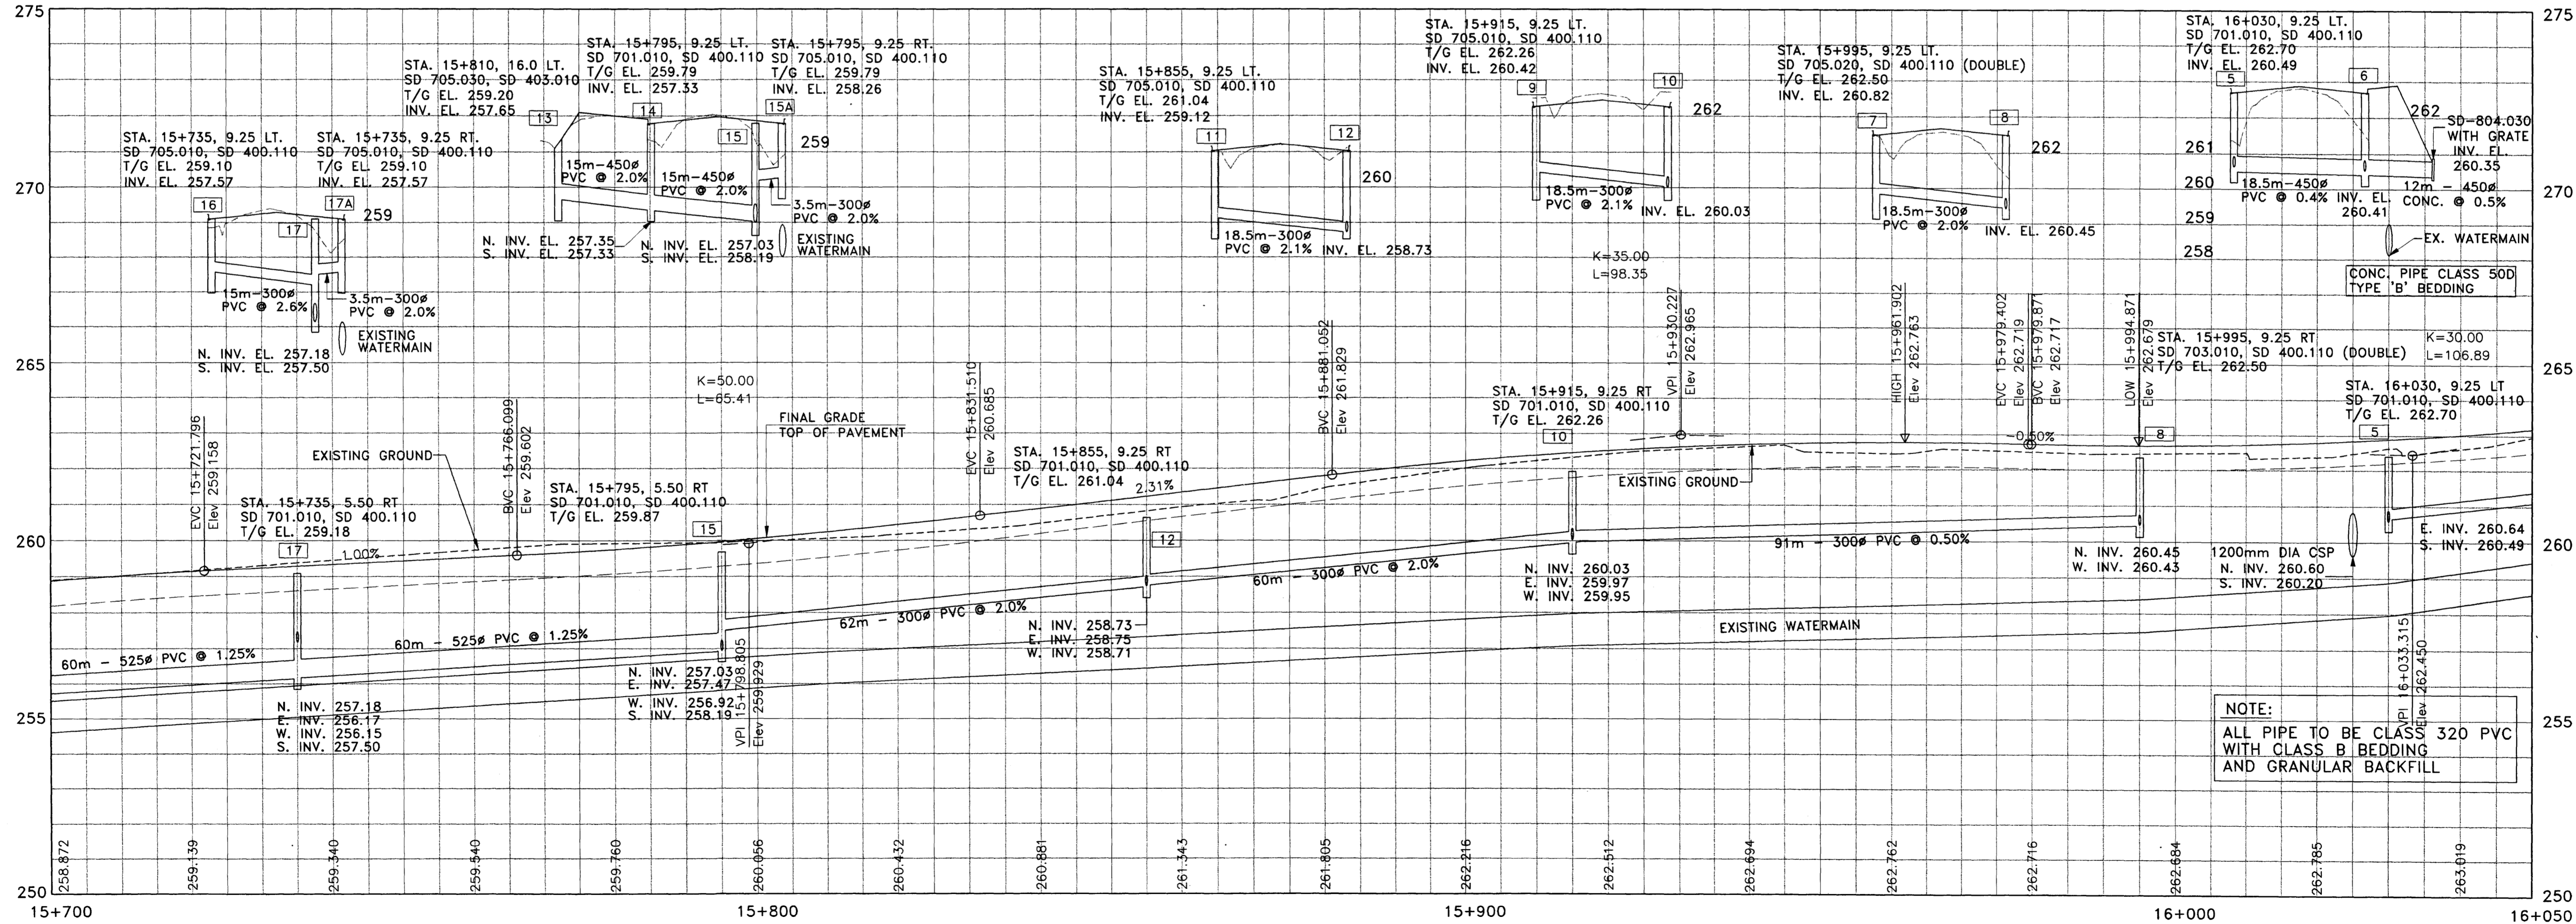 275
275
270
270
265
265
260
260
255
255
250
250
STA. 15+735, 9.25 LT.
SD 705.010, SD 400.110
T/G EL. 259.10
INV. EL. 257.57
STA. 15+735, 9.25 RT.
SD 705.010, SD 400.110
T/G EL. 259.10
INV. EL. 257.57
16
17
17A
259
15m-300ø
PVC @ 2.6%
3.5m-300ø
PVC @ 2.0%
EXISTING
WATERMAIN
N. INV. EL. 257.18
S. INV. EL. 257.50
STA. 15+810, 16.0 LT.
SD 705.030, SD 403.010
T/G EL. 259.20
INV. EL. 257.65
STA. 15+795, 9.25 LT.
SD 701.010, SD 400.110
T/G EL. 259.79
INV. EL. 257.33
STA. 15+795, 9.25 RT.
SD 705.010, SD 400.110
T/G EL. 259.79
INV. EL. 258.26
13
14
15
15A
259
15m-450ø
PVC @ 2.0%
15m-450ø
PVC @ 2.0%
3.5m-300ø
PVC @ 2.0%
N. INV. EL. 257.35
S. INV. EL. 257.33
N. INV. EL. 257.03
S. INV. EL. 258.19
EXISTING
WATERMAIN
STA. 15+855, 9.25 LT.
SD 705.010, SD 400.110
T/G EL. 261.04
INV. EL. 259.12
11
12
260
18.5m-300ø
PVC @ 2.1%
INV. EL. 258.73
STA. 15+915, 9.25 LT.
SD 705.010, SD 400.110
T/G EL. 262.26
INV. EL. 260.42
9
10
262
18.5m-300ø
PVC @ 2.1%
INV. EL. 260.03
STA. 15+995, 9.25 LT.
SD 705.020, SD 400.110 (DOUBLE)
T/G EL. 262.50
INV. EL. 260.82
7
8
262
18.5m-300ø
PVC @ 2.0%
INV. EL. 260.45
STA. 16+030, 9.25 LT.
SD 701.010, SD 400.110
T/G EL. 262.70
INV. EL. 260.49
5
6
262
261
260
259
258
SD-804.030
WITH GRATE
INV. EL.
260.35
18.5m-450ø
PVC @ 0.4%
INV. EL.
260.41
12m - 450ø
CONC. @ 0.5%
EX. WATERMAIN
CONC. PIPE CLASS 50D
TYPE 'B' BEDDING
EVC 15+721.796
Elev 259.158
EXISTING GROUND
1.00%
STA. 15+735, 5.50 RT
SD 701.010, SD 400.110
T/G EL. 259.18
17
BVC 15+766.099
Elev 259.602
STA. 15+795, 5.50 RT
SD 701.010, SD 400.110
T/G EL. 259.87
15
K=50.00
L=65.41
FINAL GRADE
TOP OF PAVEMENT
EVC 15+831.510
Elev 260.685
STA. 15+855, 9.25 RT
SD 701.010, SD 400.110
T/G EL. 261.04
2.31%
12
BVC 15+881.052
Elev 261.829
K=35.00
L=98.35
STA. 15+915, 9.25 RT
SD 701.010, SD 400.110
T/G EL. 262.26
10
VPI 15+930.227
Elev 262.965
EXISTING GROUND
HIGH 15+961.902
Elev 262.763
EVC 15+979.402
Elev 262.719
BVC 15+979.871
Elev 262.717
-0.50%
LOW 15+994.871
Elev 262.679
STA. 15+995, 9.25 RT
SD 703.010, SD 400.110 (DOUBLE)
T/G EL. 262.50
8
K=30.00
L=106.89
STA. 16+030, 9.25 LT
SD 701.010, SD 400.110
T/G EL. 262.70
5
60m - 525ø PVC @ 1.25%
60m - 525ø PVC @ 1.25%
62m - 300ø PVC @ 2.0%
60m - 300ø PVC @ 2.0%
91m - 300ø PVC @ 0.50%
N. INV. 257.18
E. INV. 256.17
W. INV. 256.15
S. INV. 257.50
N. INV. 257.03
E. INV. 257.47
W. INV. 256.92
S. INV. 258.19
VPI 15+798.805
Elev 259.929
N. INV. 258.73
E. INV. 258.75
W. INV. 258.71
N. INV. 260.03
E. INV. 259.97
W. INV. 259.95
EXISTING WATERMAIN
N. INV. 260.45
W. INV. 260.43
1200mm DIA CSP
N. INV. 260.60
S. INV. 260.20
E. INV. 260.64
S. INV. 260.49
VPI 16+033.315
Elev 262.450
NOTE:
ALL PIPE TO BE CLASS 320 PVC
WITH CLASS B BEDDING
AND GRANULAR BACKFILL
258.872
259.139
259.340
259.540
259.760
260.056
260.432
260.881
261.343
261.805
262.216
262.512
262.694
262.762
262.716
262.684
262.785
263.019
15+700
15+800
15+900
16+000
16+050